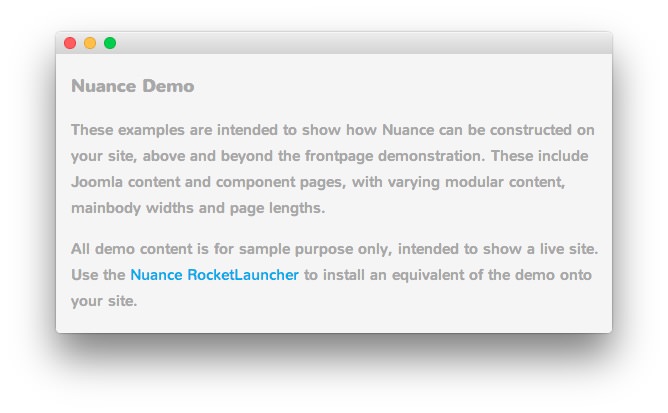 Nuance Demo
These examples are intended to show how Nuance can be constructed on
your site, above and beyond the frontpage demonstration. These include
Joomla content and component pages, with varying modular content,
mainbody widths and page lengths.
All demo content is for sample purpose only, intended to show a live site.
Use the Nuance RocketLauncher to install an equivalent of the demo onto
your site.